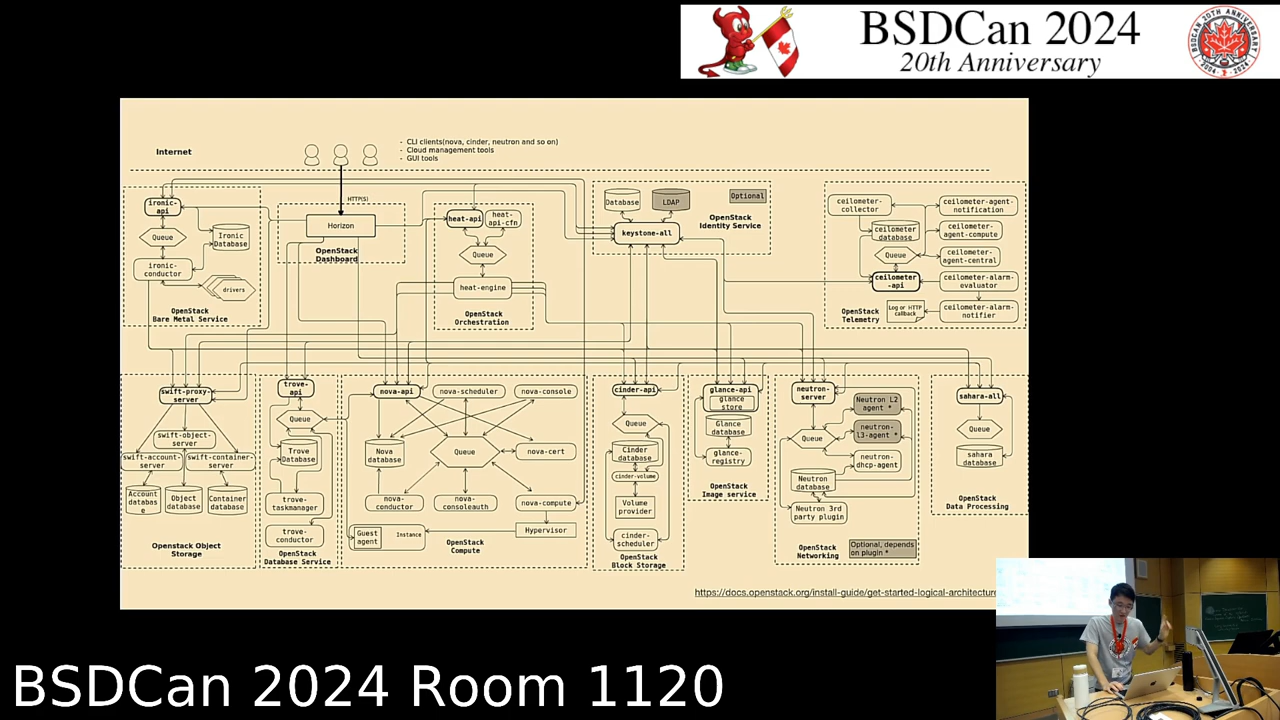 BSDCan 2024
20th Anniversary
BSDCAN 20TH ANNIVERSARY
2004 - 2024
Internet
- CLI clients(nova, cinder, neutron and so on)
- Cloud management tools
- GUI tools
HTTP(S)
ironic-
api
Queue
Ironic
Database
ironic-
conductor
drivers
OpenStack
Bare Metal Service
Horizon
OpenStack
Dashboard
heat-api
heat-
api-cfn
Queue
heat-engine
OpenStack
Orchestration
Database
LDAP
Optional
OpenStack
Identity Service
keystone-all
ceilometer-
collector
ceilometer-agent-
notification
ceilometer
database
ceilometer-
agent-compute
Queue
ceilometer-
agent-central
ceilometer
-api
ceilometer-alarm-
evaluator
Log or HTTP
callback
ceilometer-alarm-
notifier
OpenStack
Telemetry
swift-proxy-
server
swift-object-
server
swift-account-
server
swift-container-
server
Account
databas
e
Object
database
Container
database
Openstack Object
Storage
trove-
api
Queue
Trove
Database
trove-
taskmanager
trove-
conductor
OpenStack
Database Service
nova-api
nova-scheduler
nova-console
Nova
database
Queue
nova-cert
nova-
conductor
nova-
consoleauth
nova-compute
Guest
agent
Instance
Hypervisor
OpenStack
Compute
cinder-api
Queue
Cinder
database
cinder-volume
Volume
provider
cinder-
scheduler
OpenStack
Block Storage
glance-api
glance
store
Glance
database
glance-
registry
OpenStack
Image service
neutron-
server
Neutron L2
agent *
Queue
neutron-
l3-agent *
neutron-
dhcp-agent
Neutron
database
Neutron 3rd
party plugin
OpenStack
Networking
Optional, depends
on plugin *
sahara-all
Queue
sahara
database
OpenStack
Data Processing
https://docs.openstack.org/install-guide/get-started-logical-architecture
BSDCan 2024 Room 1120